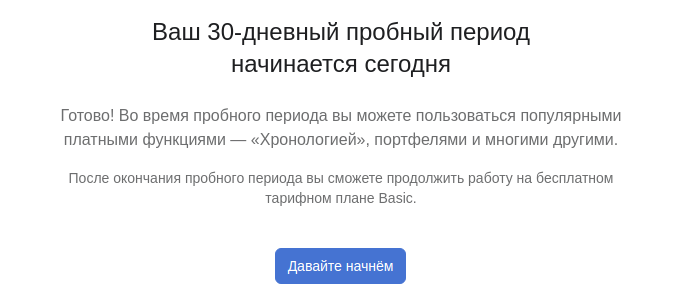 Ваш 30-дневный пробный период
начинается сегодня
Готово! Во время пробного периода вы можете пользоваться популярными
платными функциями — «Хронологией», портфелями и многими другими.
После окончания пробного периода вы сможете продолжить работу на бесплатном
тарифном плане Basic.
Давайте начнём